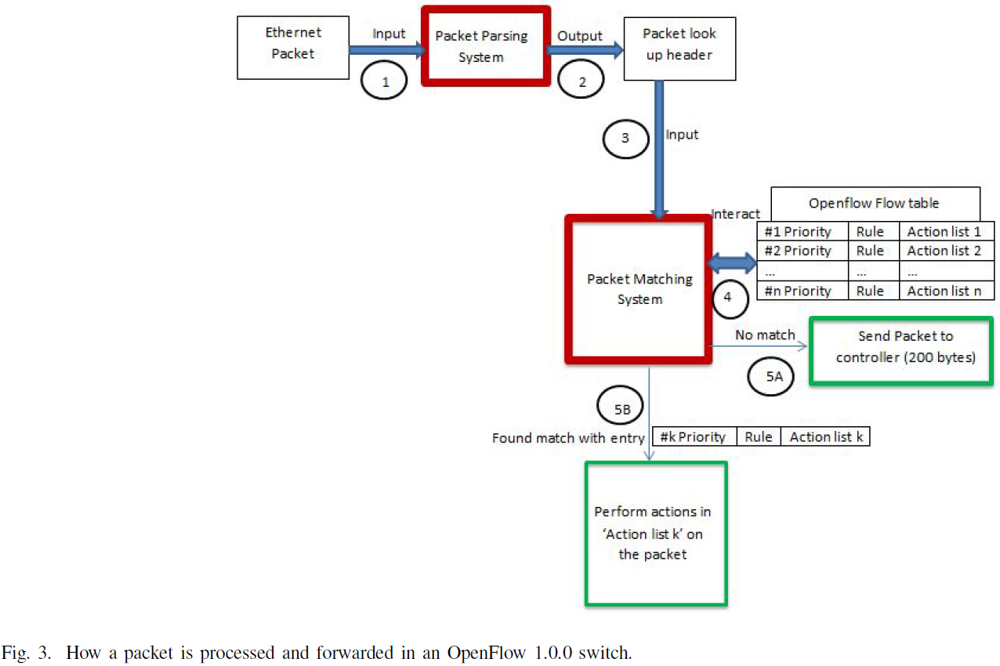 Ethernet
Packet
Input
1
Packet Parsing
System
Output
2
Packet look
up header
3
Input
Interact
Openflow Flow table
#1 Priority Rule Action list 1
#2 Priority Rule Action list 2
... ... ...
#n Priority Rule Action list n
Packet Matching
System
4
No match
5A
Send Packet to
controller (200 bytes)
5B
Found match with entry
#k Priority Rule Action list k
Perform actions in
‘Action list k’ on
the packet
Fig. 3. How a packet is processed and forwarded in an OpenFlow 1.0.0 switch.